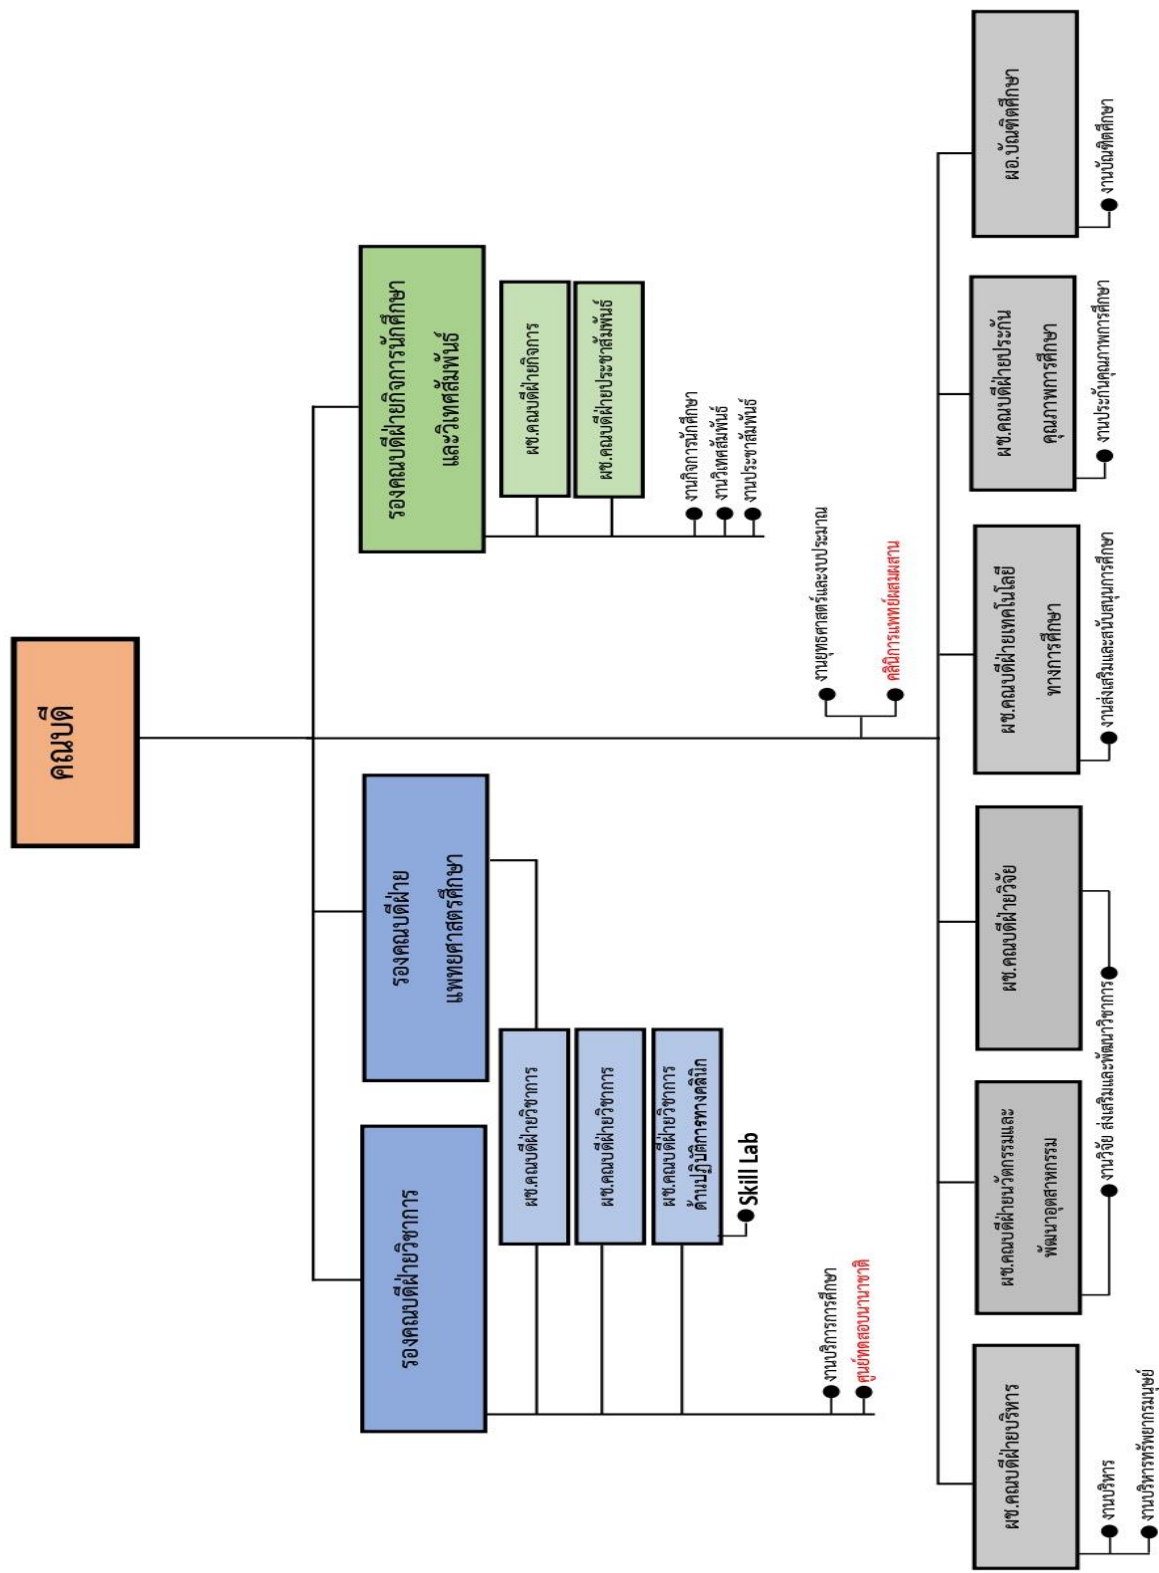 คณบดี
รองคณบดีฝ่ายวิชาการ
รองคณบดีฝ่าย
แพทยศาสตรศึกษา
รองคณบดีฝ่ายกิจการนักศึกษา
และวิเทศสัมพันธ์
ผช.คณบดีฝ่ายวิชาการ
ผช.คณบดีฝ่ายวิชาการ
ผช.คณบดีฝ่ายวิชาการ
ด้านปฏิบัติการทางคลินิก
Skill Lab
งานบริการการศึกษา
ศูนย์ทดสอบนานาชาติ
ผช.คณบดีฝ่ายกิจการ
ผช.คณบดีฝ่ายประชาสัมพันธ์
งานกิจการนักศึกษา
งานวิเทศสัมพันธ์
งานประชาสัมพันธ์
งานยุทธศาสตร์และงบประมาณ
คลินิการแพทย์ผสมผสาน
ผช.คณบดีฝ่ายบริหาร
งานบริหาร
งานบริหารทรัพยากรมนุษย์
ผช.คณบดีฝ่ายนวัตกรรมและ
พัฒนาอุตสาหกรรม
ผช.คณบดีฝ่ายวิจัย
งานวิจัย ส่งเสริมและพัฒนาวิชาการ
ผช.คณบดีฝ่ายเทคโนโลยี
ทางการศึกษา
งานส่งเสริมและสนับสนุนการศึกษา
ผช.คณบดีฝ่ายประกัน
คุณภาพการศึกษา
งานประกันคุณภาพการศึกษา
ผอ.บัณฑิตศึกษา
งานบัณฑิตศึกษา